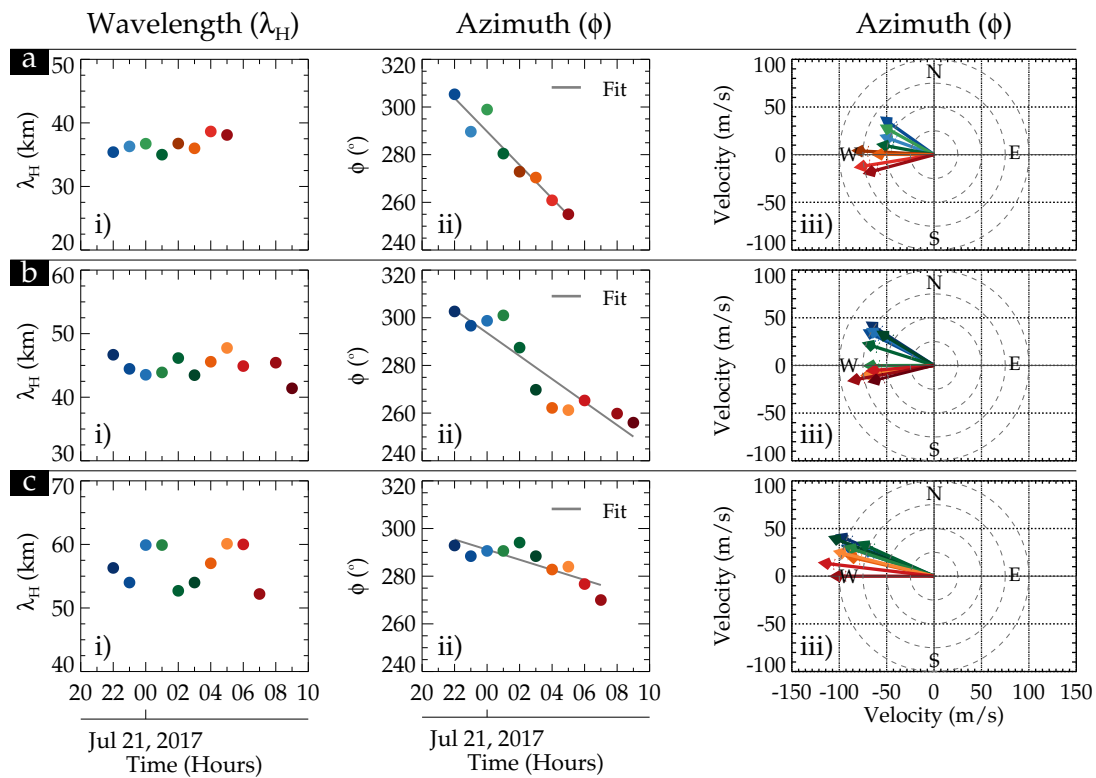 Wavelength (λH) Azimuth (ϕ) Azimuth (ϕ)
a
50
40
30
20
λH (km)
i)
320
300
280
260
240
ϕ (°)
Fit
ii)
100
50
0
-50
-100
Velocity (m/s)
N
W E
S
iii)
b
60
50
40
30
λH (km)
i)
320
300
280
260
240
ϕ (°)
Fit
ii)
100
50
0
-50
-100
Velocity (m/s)
N
W E
S
iii)
c
70
60
50
40
λH (km)
i)
320
300
280
260
240
ϕ (°)
Fit
ii)
100
50
0
-50
-100
Velocity (m/s)
N
W E
S
iii)
20 22 00 02 04 06 08 10
Jul 21, 2017
Time (Hours)
20 22 00 02 04 06 08 10
Jul 21, 2017
Time (Hours)
-150 -100 -50 0 50 100 150
Velocity (m/s)